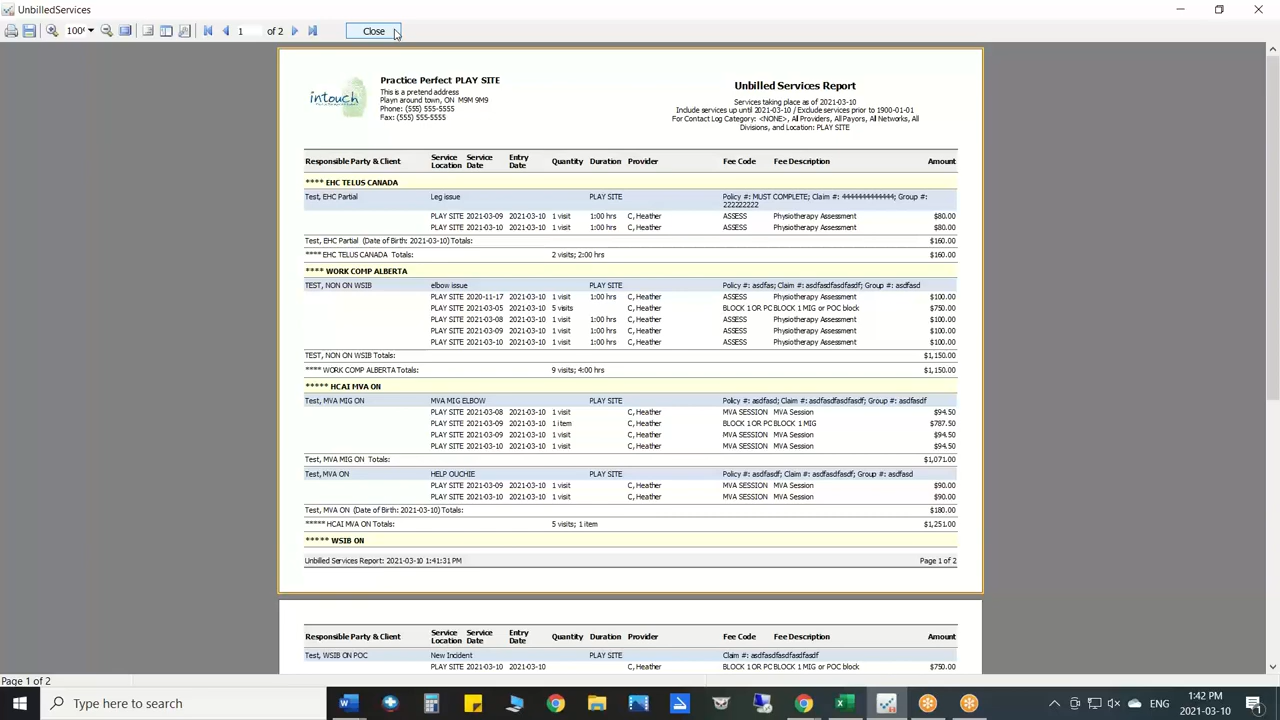 UnbilledServices
100%
1
of 2
Close
intouch
Practice Perfect PLAY SITE
This is a pretend address
Playn around town, ON M9M 9M9
Phone: (555) 555-5555
Fax: (555) 555-5555
Unbilled Services Report
Services taking place as of 2021-03-10
Include services up until 2021-03-10 / Exclude services prior to 1900-01-01
For Contact Log Category: <NONE>, All Providers, All Payors, All Networks, All
Divisions, and Location: PLAY SITE
Responsible Party & Client Service Location Service Date Entry Date Quantity Duration Provider Fee Code Fee Description Amount
**** EHC TELUS CANADA
Test, EHC Partial Leg issue PLAY SITE Policy #: MUST COMPLETE; Claim #: 4444444444444; Group #:
222222222
PLAY SITE 2021-03-09 2021-03-10 1 visit 1:00 hrs C, Heather ASSESS Physiotherapy Assessment $80.00
PLAY SITE 2021-03-10 2021-03-10 1 visit 1:00 hrs C, Heather ASSESS Physiotherapy Assessment $80.00
Test, EHC Partial (Date of Birth: 2021-03-10) Totals: $160.00
**** EHC TELUS CANADA Totals: 2 visits; 2:00 hrs $160.00
**** WORK COMP ALBERTA
TEST, NON ON WSIB elbow issue PLAY SITE Policy #: asdfas; Claim #: asdfasdfasdfasdf; Group #: asdfasd
PLAY SITE 2020-11-17 2021-03-10 1 visit 1:00 hrs C, Heather ASSESS Physiotherapy Assessment $100.00
PLAY SITE 2021-03-05 2021-03-10 5 visits C, Heather BLOCK 1 OR PC BLOCK 1 MIG or POC block $750.00
PLAY SITE 2021-03-08 2021-03-10 1 visit 1:00 hrs C, Heather ASSESS Physiotherapy Assessment $100.00
PLAY SITE 2021-03-09 2021-03-10 1 visit 1:00 hrs C, Heather ASSESS Physiotherapy Assessment $100.00
PLAY SITE 2021-03-10 2021-03-10 1 visit 1:00 hrs C, Heather ASSESS Physiotherapy Assessment $100.00
TEST, NON ON WSIB Totals: $1,150.00
**** WORK COMP ALBERTA Totals: 9 visits; 4:00 hrs $1,150.00
***** HCAI MVA ON
Test, MVA MIG ON MVA MIG ELBOW PLAY SITE Policy #: asdfasd; Claim #: asdfasdfasdfasdf; Group #: asdfasdf
PLAY SITE 2021-03-08 2021-03-10 1 visit C, Heather MVA SESSION MVA Session $94.50
PLAY SITE 2021-03-09 2021-03-10 1 item C, Heather BLOCK 1 OR PC BLOCK 1 MIG $787.50
PLAY SITE 2021-03-09 2021-03-10 1 visit C, Heather MVA SESSION MVA Session $94.50
PLAY SITE 2021-03-10 2021-03-10 1 visit C, Heather MVA SESSION MVA Session $94.50
Test, MVA MIG ON Totals: $1,071.00
Test, MVA ON HELP OUCHIE PLAY SITE Policy #: asdfasdf; Claim #: asdfasdfasdf; Group #: asdfasd
PLAY SITE 2021-03-09 2021-03-10 1 visit C, Heather MVA SESSION MVA Session $90.00
PLAY SITE 2021-03-10 2021-03-10 1 visit C, Heather MVA SESSION MVA Session $90.00
Test, MVA ON (Date of Birth: 2021-03-10) Totals: $180.00
***** HCAI MVA ON Totals: 5 visits; 1 item $1,251.00
***** WSIB ON
Unbilled Services Report: 2021-03-10 1:41:31 PM Page 1 of 2
Responsible Party & Client Service Location Service Date Entry Date Quantity Duration Provider Fee Code Fee Description Amount
Test, WSIB ON POC New Incident PLAY SITE Claim #: asdfasdfasdfasdfasdf
PLAY SITE 2021-03-10 2021-03-10 C, Heather BLOCK 1 OR PC BLOCK 1 MIG or POC block $750.00
Page 1 of 2
Type here to search
ENG
1:42 PM
2021-03-10